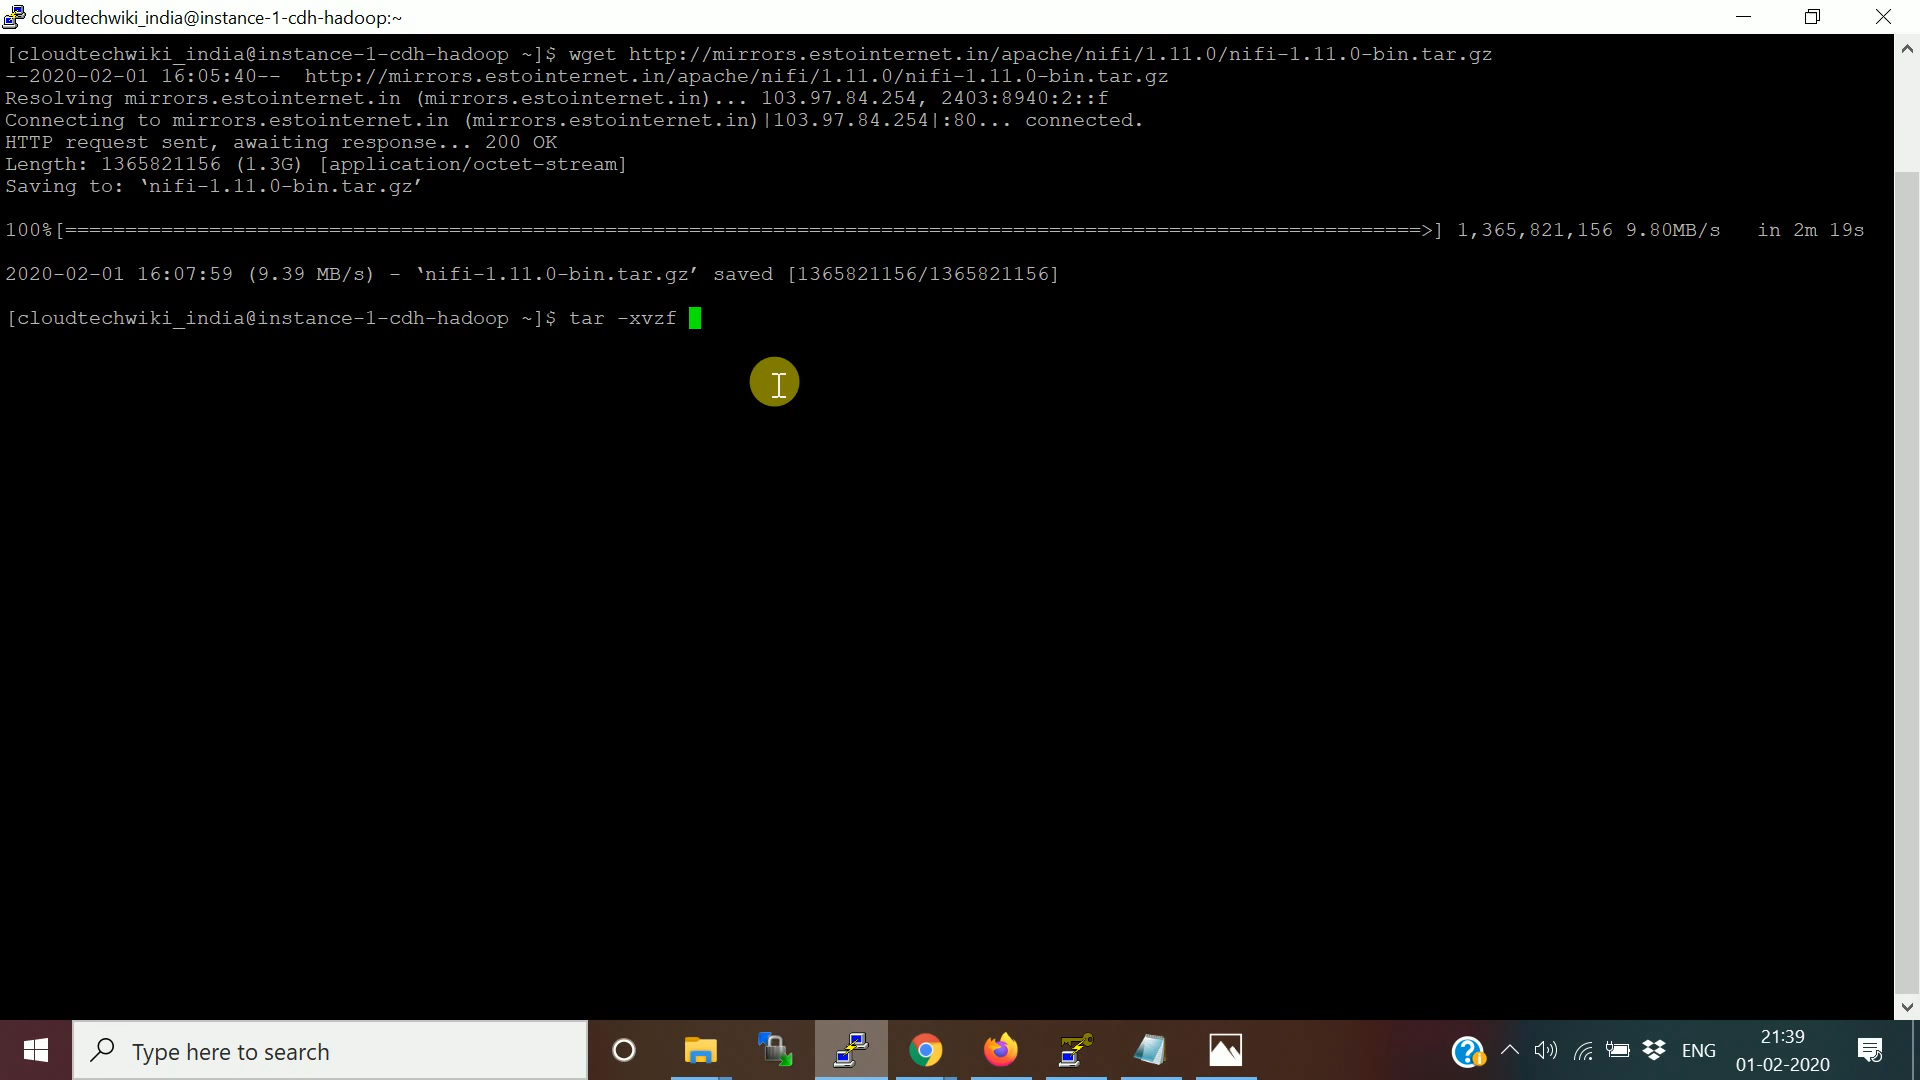 cloudtechwiki_india@instance-1-cdh-hadoop:~
[cloudtechwiki_india@instance-1-cdh-hadoop ~]$ wget http://mirrors.estointernet.in/apache/nifi/1.11.0/nifi-1.11.0-bin.tar.gz
--2020-02-01 16:05:40--  http://mirrors.estointernet.in/apache/nifi/1.11.0/nifi-1.11.0-bin.tar.gz
Resolving mirrors.estointernet.in (mirrors.estointernet.in)... 103.97.84.254, 2403:8940:2::f
Connecting to mirrors.estointernet.in (mirrors.estointernet.in)|103.97.84.254|:80... connected.
HTTP request sent, awaiting response... 200 OK
Length: 1365821156 (1.3G) [application/octet-stream]
Saving to: ‘nifi-1.11.0-bin.tar.gz’
100%[=================================================================================================================>] 1,365,821,156 9.80MB/s   in 2m 19s
2020-02-01 16:07:59 (9.39 MB/s) - ‘nifi-1.11.0-bin.tar.gz’ saved [1365821156/1365821156]
[cloudtechwiki_india@instance-1-cdh-hadoop ~]$ tar -xvzf
Type here to search
ENG
21:39
01-02-2020